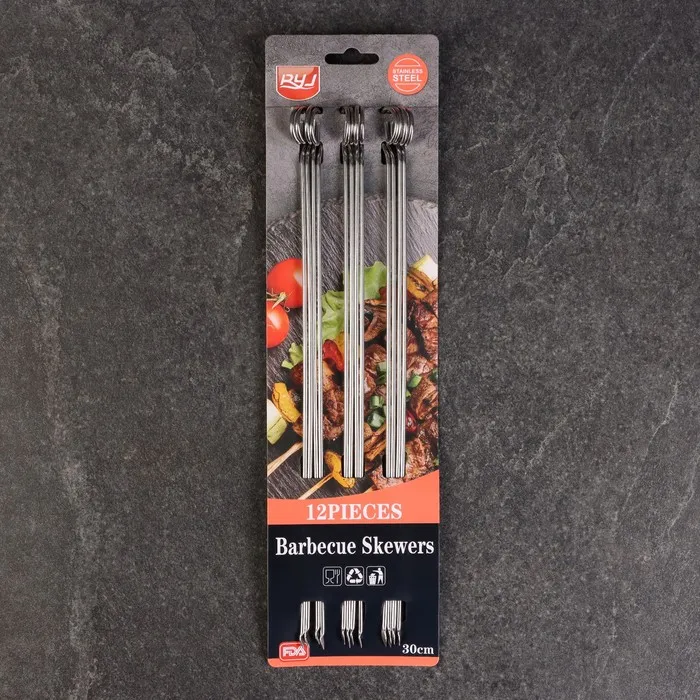 RYJ
STAINLESS
STEEL
12PIECES
Barbecue Skewers
FDA
30cm